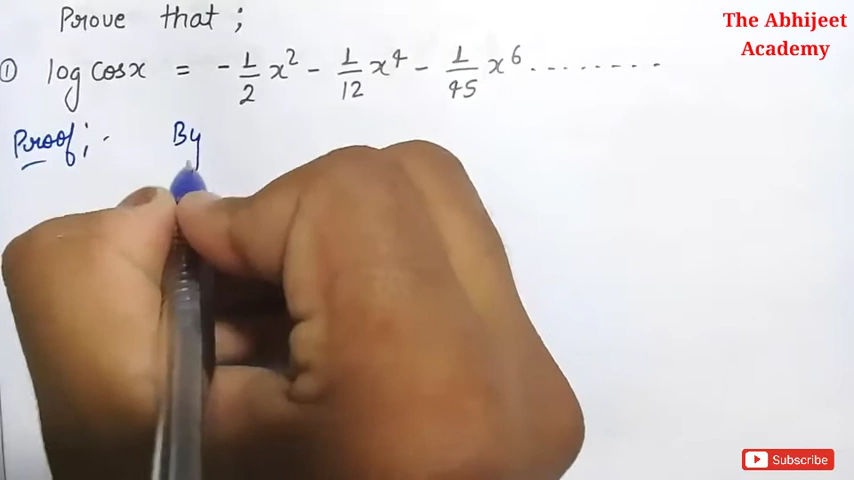 Prove that ;
The Abhijeet
Academy
① log cosx = - 1/2 x² - 1/12 x⁴ - 1/45 x⁶ ........
Proof ; - By
Subscribe